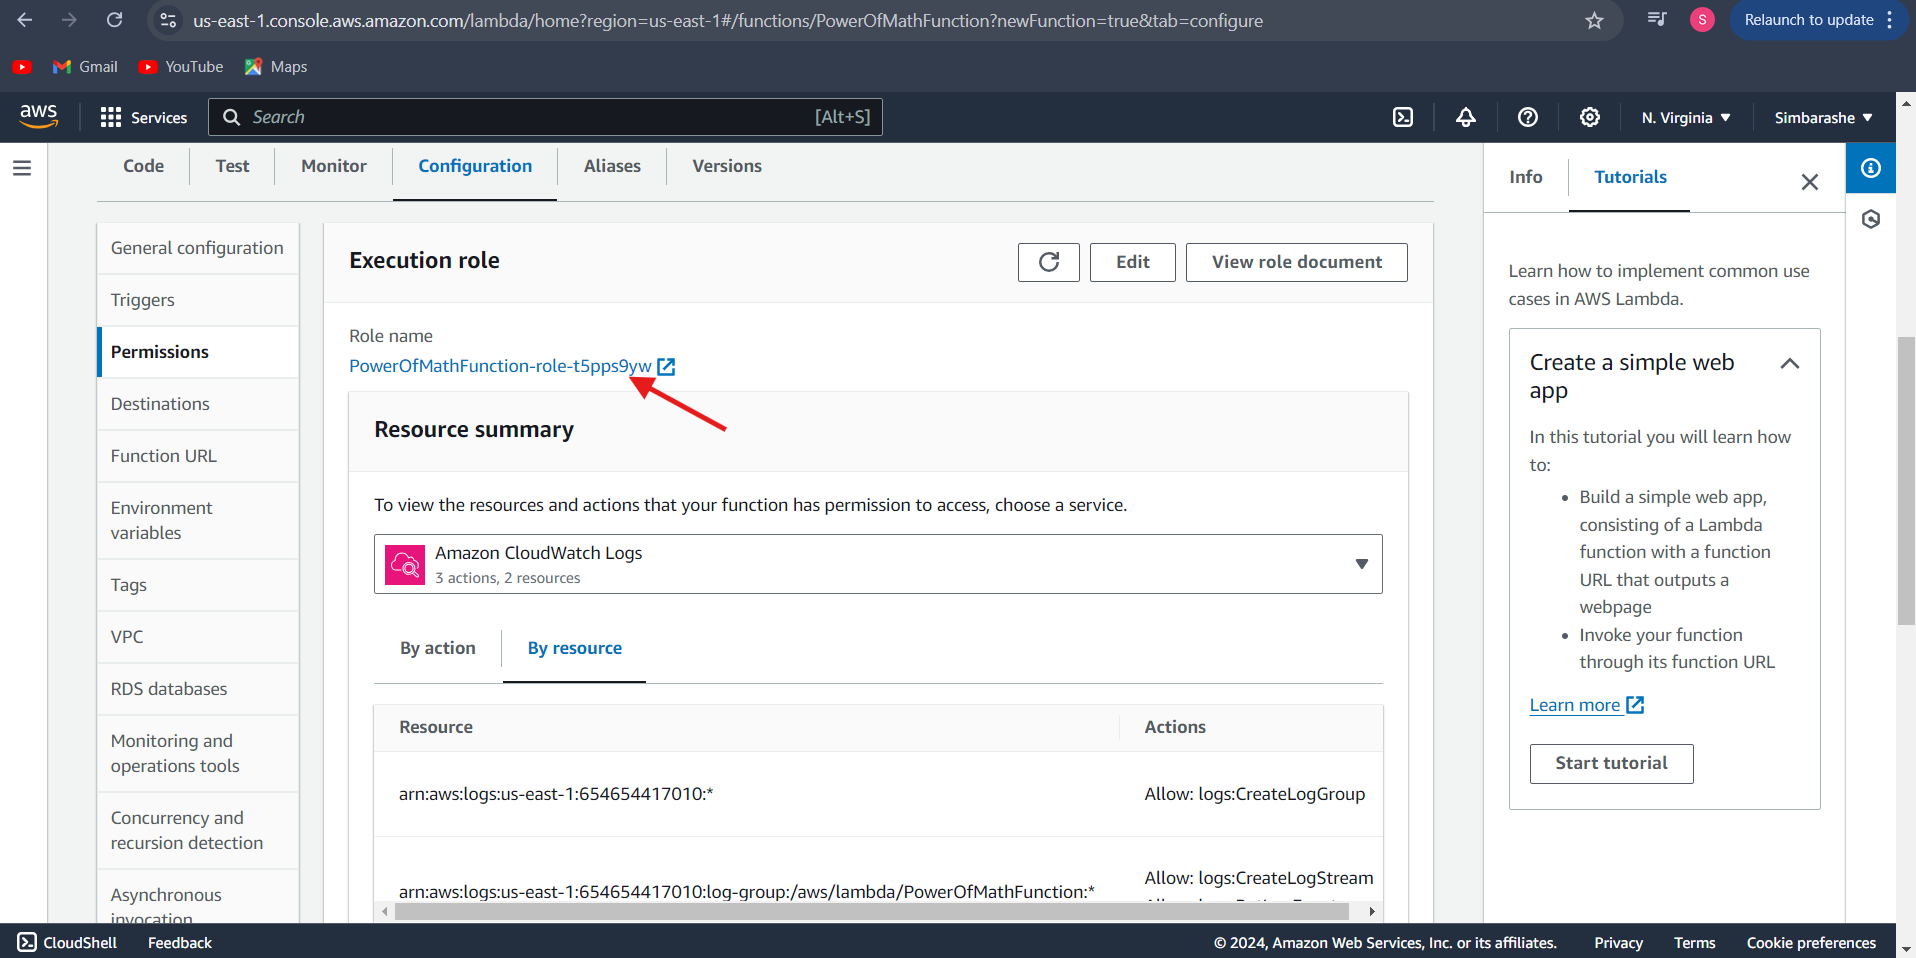 us-east-1.console.aws.amazon.com/lambda/home?region=us-east-1#/functions/PowerOfMathFunction?newFunction=true&tab=configure
S
Relaunch to update
Gmail
YouTube
Maps
aws
Services
Search
[Alt+S]
N. Virginia
Simbarashe
Code
Test
Monitor
Configuration
Aliases
Versions
Info
Tutorials
General configuration
Triggers
Permissions
Destinations
Function URL
Environment
variables
Tags
VPC
RDS databases
Monitoring and
operations tools
Concurrency and
recursion detection
Asynchronous
invocation
Execution role
Edit
View role document
Role name
PowerOfMathFunction-role-t5pps9yw
Resource summary
To view the resources and actions that your function has permission to access, choose a service.
Amazon CloudWatch Logs
3 actions, 2 resources
By action
By resource
Resource
Actions
arn:aws:logs:us-east-1:654654417010:*
Allow: logs:CreateLogGroup
arn:aws:logs:us-east-1:654654417010:log-group:/aws/lambda/PowerOfMathFunction:*
Allow: logs:CreateLogStream
Learn how to implement common use
cases in AWS Lambda.
Create a simple web
app
In this tutorial you will learn how
to:
• Build a simple web app,
consisting of a Lambda
function with a function
URL that outputs a
webpage
• Invoke your function
through its function URL
Learn more
Start tutorial
CloudShell
Feedback
© 2024, Amazon Web Services, Inc. or its affiliates.
Privacy
Terms
Cookie preferences